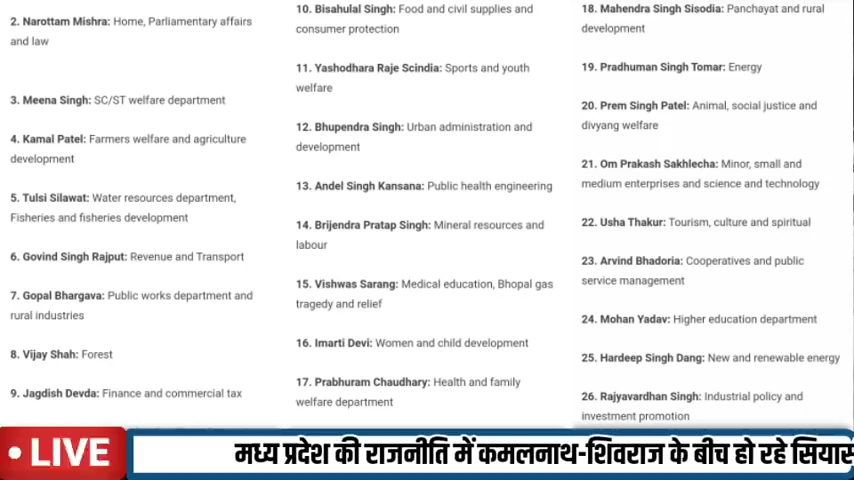 2. Narottam Mishra: Home, Parliamentary affairs
and law
3. Meena Singh: SC/ST welfare department
4. Kamal Patel: Farmers welfare and agriculture
development
5. Tulsi Silawat: Water resources department,
Fisheries and fisheries development
6. Govind Singh Rajput: Revenue and Transport
7. Gopal Bhargava: Public works department and
rural industries
8. Vijay Shah: Forest
9. Jagdish Devda: Finance and commercial tax
10. Bisahulal Singh: Food and civil supplies and
consumer protection
11. Yashodhara Raje Scindia: Sports and youth
welfare
12. Bhupendra Singh: Urban administration and
development
13. Andel Singh Kansana: Public health engineering
14. Brijendra Pratap Singh: Mineral resources and
labour
15. Vishwas Sarang: Medical education, Bhopal gas
tragedy and relief
16. Imarti Devi: Women and child development
17. Prabhuram Chaudhary: Health and family
welfare department
18. Mahendra Singh Sisodia: Panchayat and rural
development
19. Pradhuman Singh Tomar: Energy
20. Prem Singh Patel: Animal, social justice and
divyang welfare
21. Om Prakash Sakhlecha: Minor, small and
medium enterprises and science and technology
22. Usha Thakur: Tourism, culture and spiritual
23. Arvind Bhadoria: Cooperatives and public
service management
24. Mohan Yadav: Higher education department
25. Hardeep Singh Dang: New and renewable energy
26. Rajyavardhan Singh: Industrial policy and
investment promotion
LIVE
मध्य प्रदेश की राजनीति में कमलनाथ-शिवराज के बीच हो रहे सियास